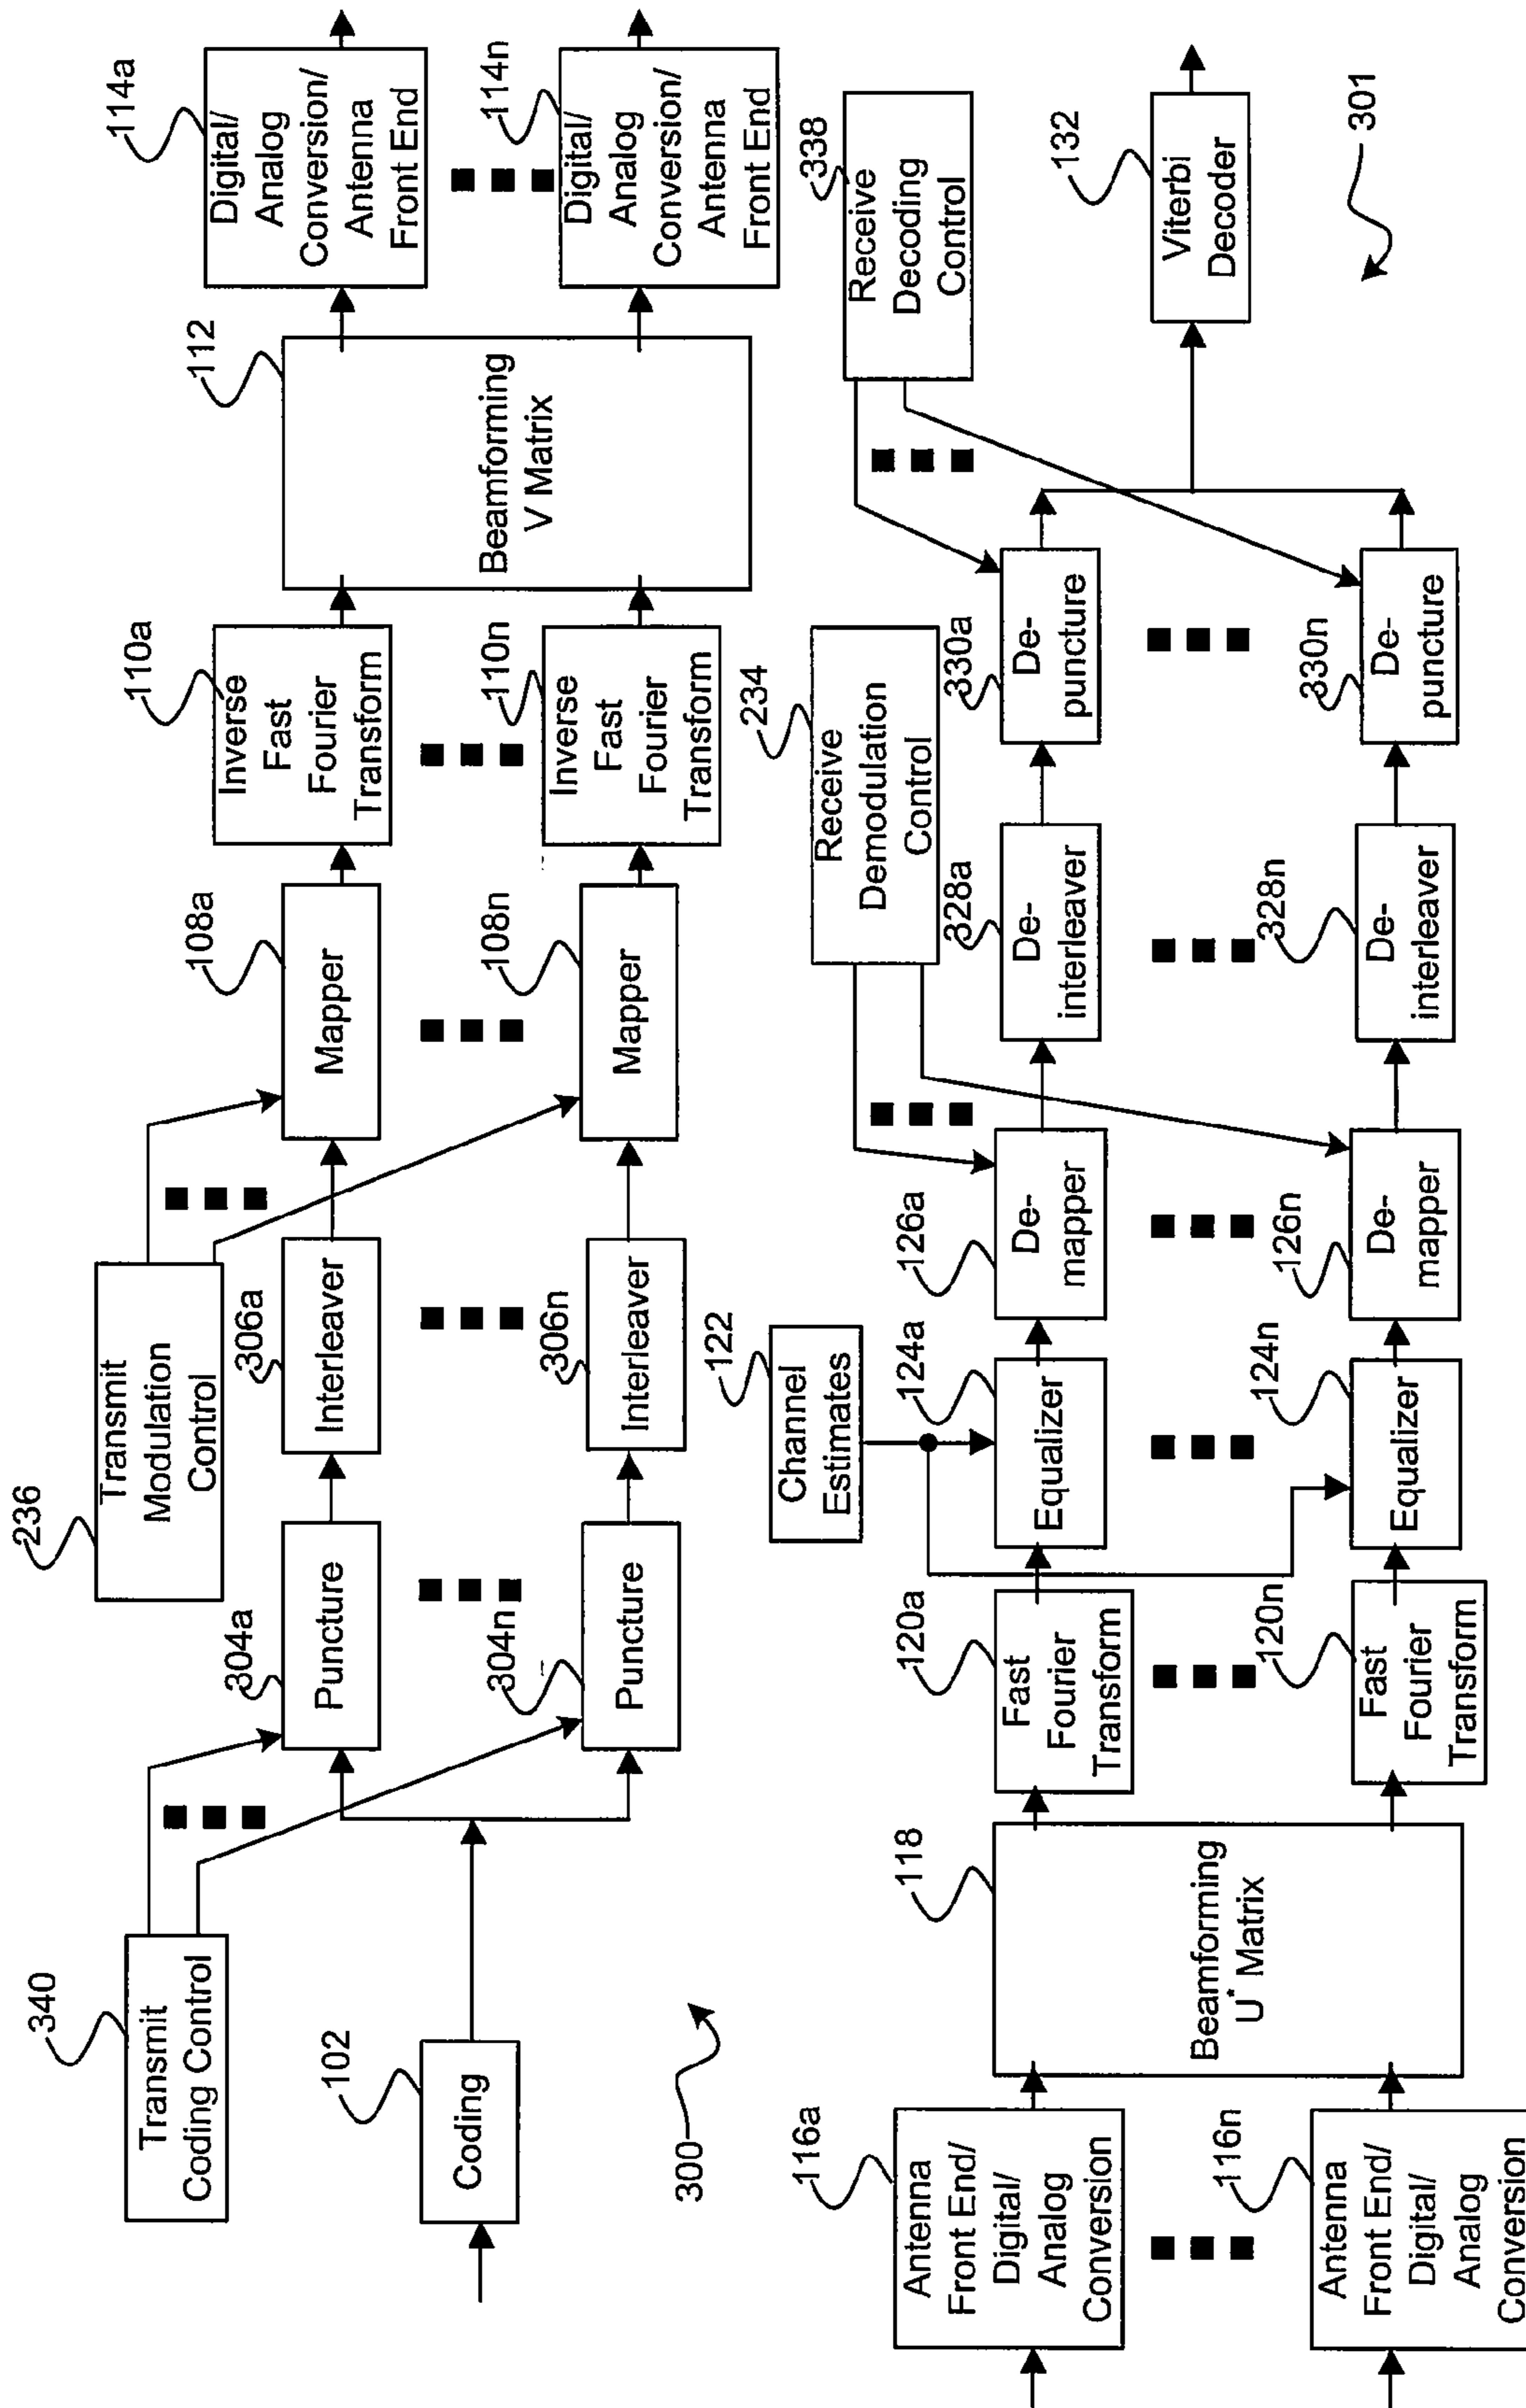 340
Transmit
Coding Control
102
Coding
300
304a
Puncture
304n
Puncture
236
Transmit
Modulation
Control
306a
Interleaver
306n
Interleaver
108a
Mapper
108n
Mapper
110a
Inverse
Fast
Fourier
Transform
110n
Inverse
Fast
Fourier
Transform
112
Beamforming
V Matrix
114a
Digital/
Analog
Conversion/
Antenna
Front End
114n
Digital/
Analog
Conversion/
Antenna
Front End
116a
Antenna
Front End/
Digital/
Analog
Conversion
116n
Antenna
Front End/
Digital/
Analog
Conversion
118
Beamforming
U* Matrix
120a
Fast
Fourier
Transform
120n
Fast
Fourier
Transform
122
Channel
Estimates
124a
Equalizer
124n
Equalizer
126a
De-
mapper
126n
De-
mapper
234
Receive
Demodulation
Control
328a
De-
interleaver
328n
De-
interleaver
330a
De-
puncture
330n
De-
puncture
338
Receive
Decoding
Control
132
Viterbi
Decoder
301